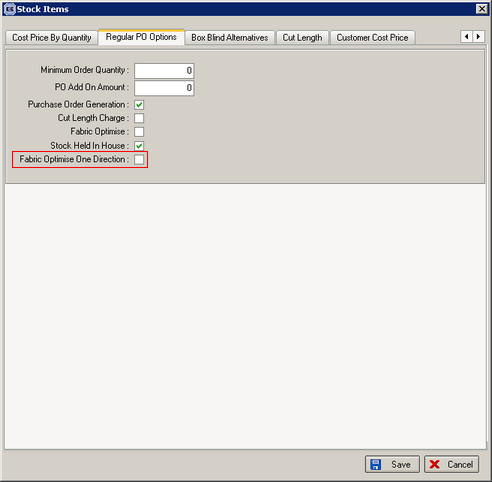 Stock Items
Cost Price By Quantity Regular PO Options Box Blind Alternatives Cut Length Customer Cost Price
Minimum Order Quantity : 0
PO Add On Amount : 0
Purchase Order Generation :
Cut Length Charge :
Fabric Optimise :
Stock Held In House :
Fabric Optimise One Direction :
Save Cancel